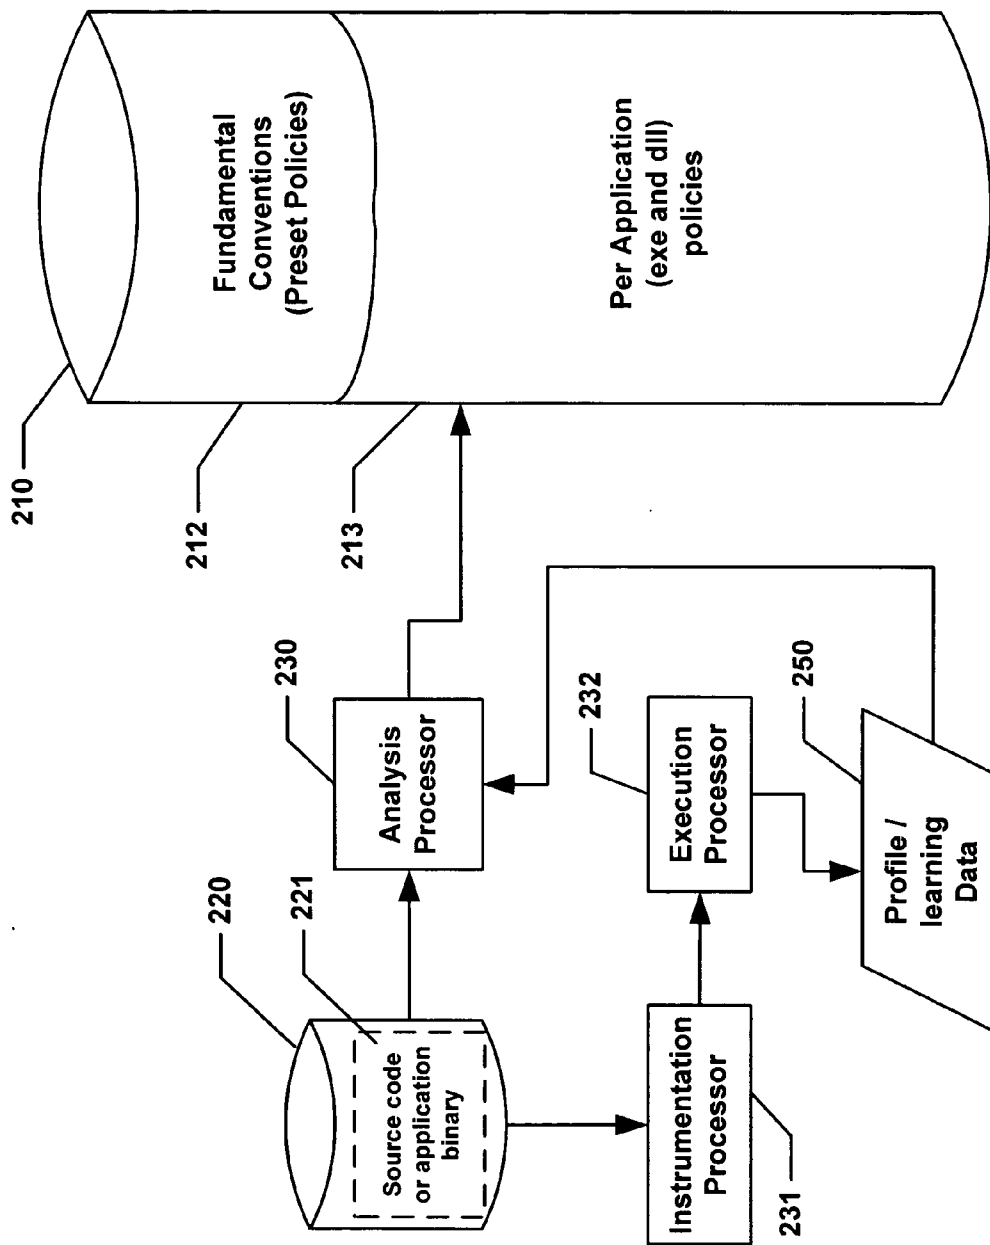 210
Fundamental
Conventions
(Preset Policies)
212
213
Per Application
(exe and dll)
policies
220
221
Source code
or application
binary
230
Analysis
Processor
Instrumentation
Processor
231
232
Execution
Processor
250
Profile /
learning
Data